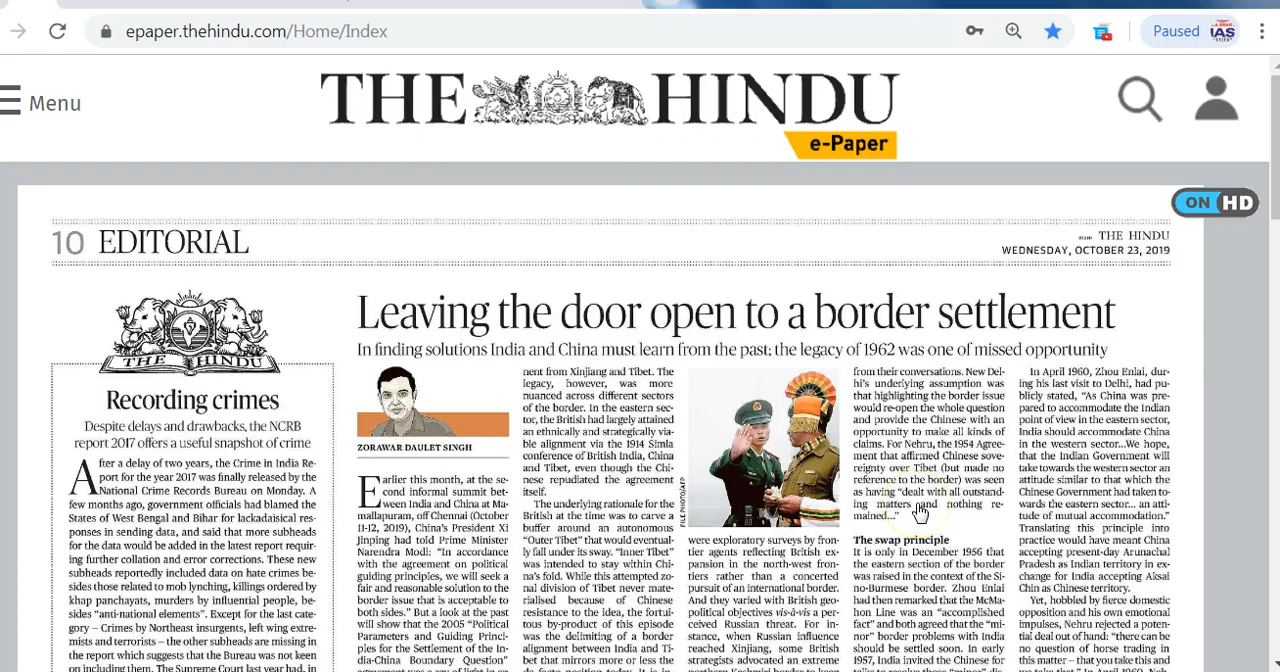 epaper.thehindu.com/Home/Index
Paused
IAS
Menu
THE HINDU
e-Paper
ON HD
10 EDITORIAL
DELHI THE HINDU
WEDNESDAY, OCTOBER 23, 2019
THE HINDU
Recording crimes
Despite delays and drawbacks, the NCRB
report 2017 offers a useful snapshot of crime
After a delay of two years, the Crime in India Re-
port for the year 2017 was finally released by the
National Crime Records Bureau on Monday. A
few months ago, government officials had blamed the
States of West Bengal and Bihar for lackadaisical res-
ponses in sending data, and said that more subheads
for the data would be added in the latest report requir-
ing further collation and error corrections. These new
subheads reportedly included data on hate crimes be-
sides those related to mob lynching, killings ordered by
khap panchayats, murders by influential people, be-
sides “anti-national elements”. Except for the last cate-
gory – Crimes by Northeast insurgents, left wing extre-
mists and terrorists – the other subheads are missing in
the report which suggests that the Bureau was not keen
on including them. The Supreme Court last year had, in
Leaving the door open to a border settlement
In finding solutions India and China must learn from the past; the legacy of 1962 was one of missed opportunity
ZORAWAR DAULET SINGH
Earlier this month, at the se-
cond informal summit bet-
ween India and China at Ma-
mallapuram, off Chennai (October
11-12, 2019), China’s President Xi
Jinping had told Prime Minister
Narendra Modi: “In accordance
with the agreement on political
guiding principles, we will seek a
fair and reasonable solution to the
border issue that is acceptable to
both sides.” But a look at the past
will show that the 2005 “Political
Parameters and Guiding Princi-
ples for the Settlement of the In-
dia-China Boundary Question”
nent from Xinjiang and Tibet. The
legacy, however, was more
nuanced across different sectors
of the border. In the eastern sec-
tor, the British had largely attained
an ethnically and strategically via-
ble alignment via the 1914 Simla
conference of British India, China
and Tibet, even though the Chi-
nese repudiated the agreement
itself.
The underlying rationale for the
British at the time was to carve a
buffer around an autonomous
“Outer Tibet” that would eventual-
ly fall under its sway. “Inner Tibet”
was intended to stay within Chi-
na’s fold. While this attempted zo-
nal division of Tibet never mate-
rialised because of Chinese
resistance to the idea, the fortui-
tous by-product of this episode
was the delimiting of a border
alignment between India and Ti-
bet that mirrors more or less the
FILE PHOTO/AFP
were exploratory surveys by fron-
tier agents reflecting British ex-
pansion in the north-west fron-
tiers rather than a concerted
pursuit of an international border.
And they varied with British geo-
political objectives vis-à-vis a per-
ceived Russian threat. For in-
stance, when Russian influence
reached Xinjiang, some British
strategists advocated an extreme
from their conversations. New Del-
hi’s underlying assumption was
that highlighting the border issue
would re-open the whole question
and provide the Chinese with an
opportunity to make all kinds of
claims. For Nehru, the 1954 Agree-
ment that affirmed Chinese sove-
reignty over Tibet (but made no
reference to the border) was seen
as having “dealt with all outstand-
ing matters and nothing re-
mained...”
The swap principle
It is only in December 1956 that
the eastern section of the border
was raised in the context of the Si-
no-Burmese border. Zhou Enlai
had then remarked that the McMa-
hon Line was an “accomplished
fact” and both agreed that the “mi-
nor” border problems with India
should be settled soon. In early
1957, India invited the Chinese for
In April 1960, Zhou Enlai, dur-
ing his last visit to Delhi, had pu-
blicly stated, “As China was pre-
pared to accommodate the Indian
point of view in the eastern sector,
India should accommodate China
in the western sector...We hope,
that the Indian Government will
take towards the western sector an
attitude similar to that which the
Chinese Government had taken to-
wards the eastern sector... an atti-
tude of mutual accommodation.”
Translating this principle into
practice would have meant China
accepting present-day Arunachal
Pradesh as Indian territory in ex-
change for India accepting Aksai
Chin as Chinese territory.
Yet, hobbled by fierce domestic
opposition and his own emotional
impulses, Nehru rejected a poten-
tial deal out of hand: “there can be
no question of horse trading in
this matter – that you take this and